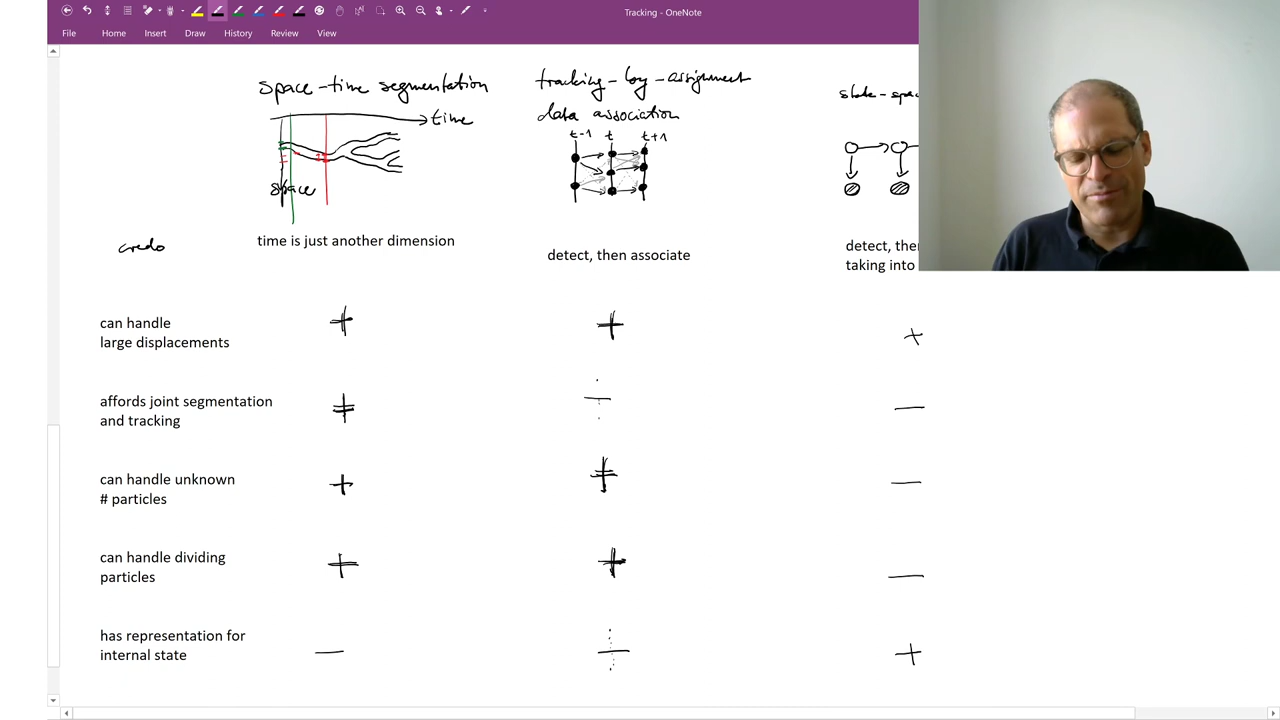 Tracking - OneNote
File Home Insert Draw History Review View
space-time segmentation
time
space
tracking-by-assignment
data association
t-1 t t+1
state-spac
credo
time is just another dimension
detect, then associate
detect, then
taking into
can handle
large displacements
+ + +
affords joint segmentation
and tracking
can handle unknown
# particles
can handle dividing
particles
+ + —
has representation for
internal state